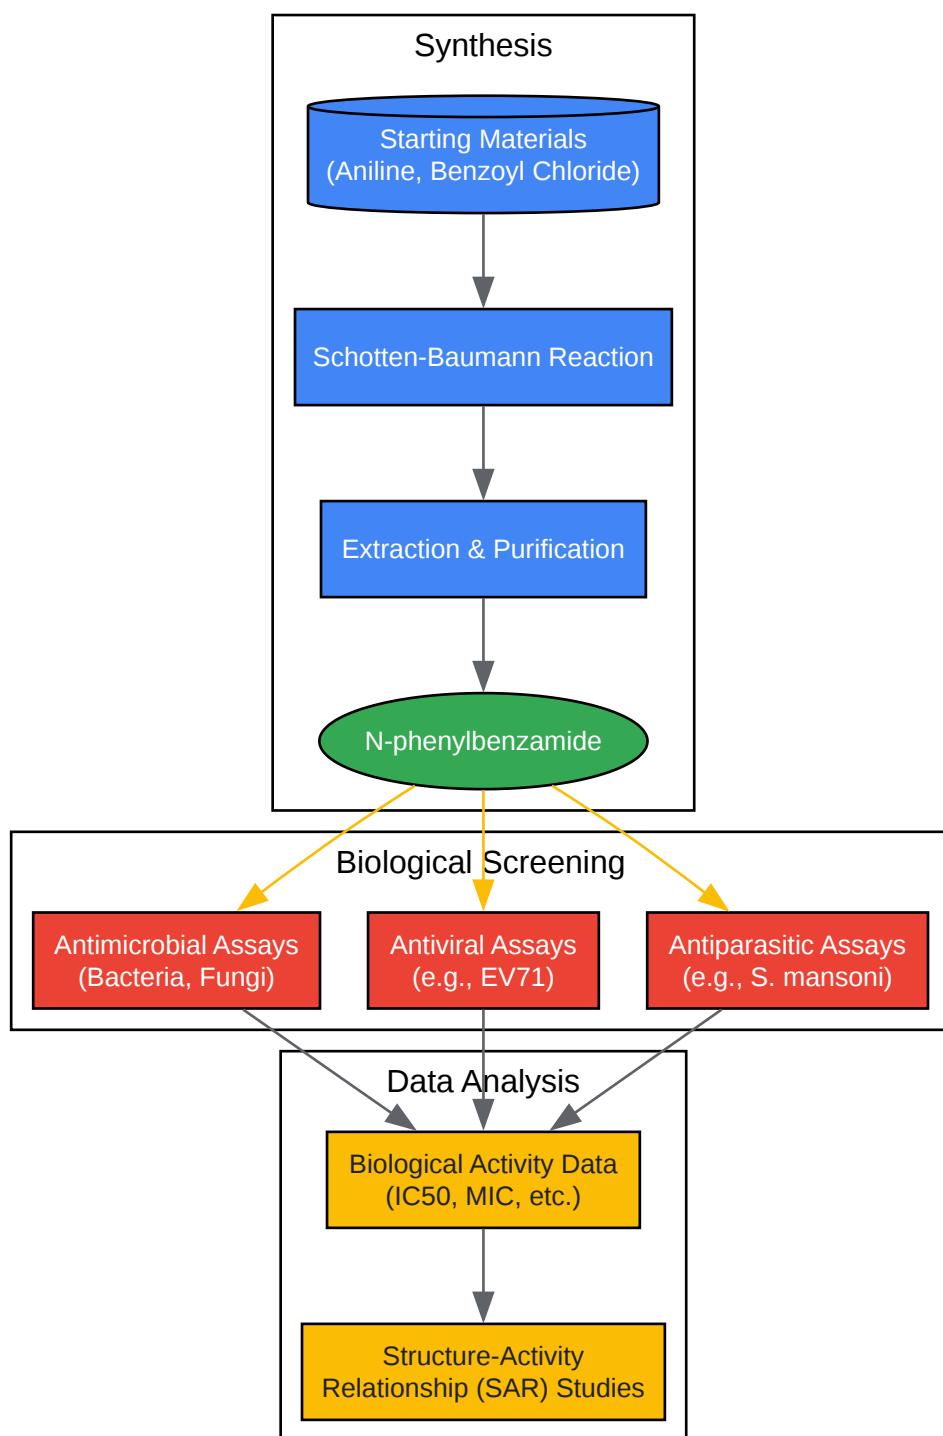 Synthesis
Starting Materials
(Aniline, Benzoyl Chloride)
Schotten-Baumann Reaction
Extraction & Purification
N-phenylbenzamide
Biological Screening
Antimicrobial Assays
(Bacteria, Fungi)
Antiviral Assays
(e.g., EV71)
Antiparasitic Assays
(e.g., S. mansoni)
Data Analysis
Biological Activity Data
(IC50, MIC, etc.)
Structure-Activity
Relationship (SAR) Studies